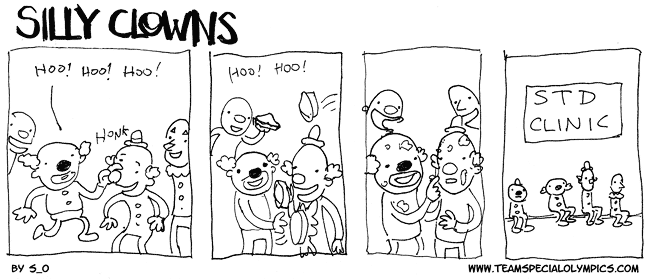 SILLY CLOWNS
HOO! HOO! HOO!
HONK
HOO! HOO!
STD
CLINIC
BY S_O
WWW.TEAMSPECIALOLYMPICS.COM